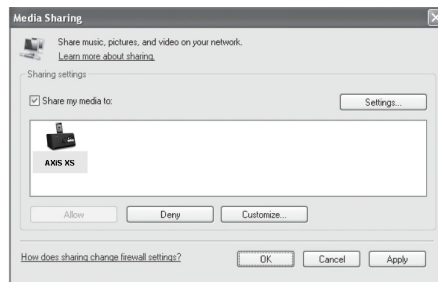 Media Sharing
Share music, pictures, and video on your network.
Learn more about sharing.
Sharing settings
Share my media to:
Settings...
AXiS XS
Allow
Deny
Customize...
How does sharing change firewall settings?
OK
Cancel
Apply